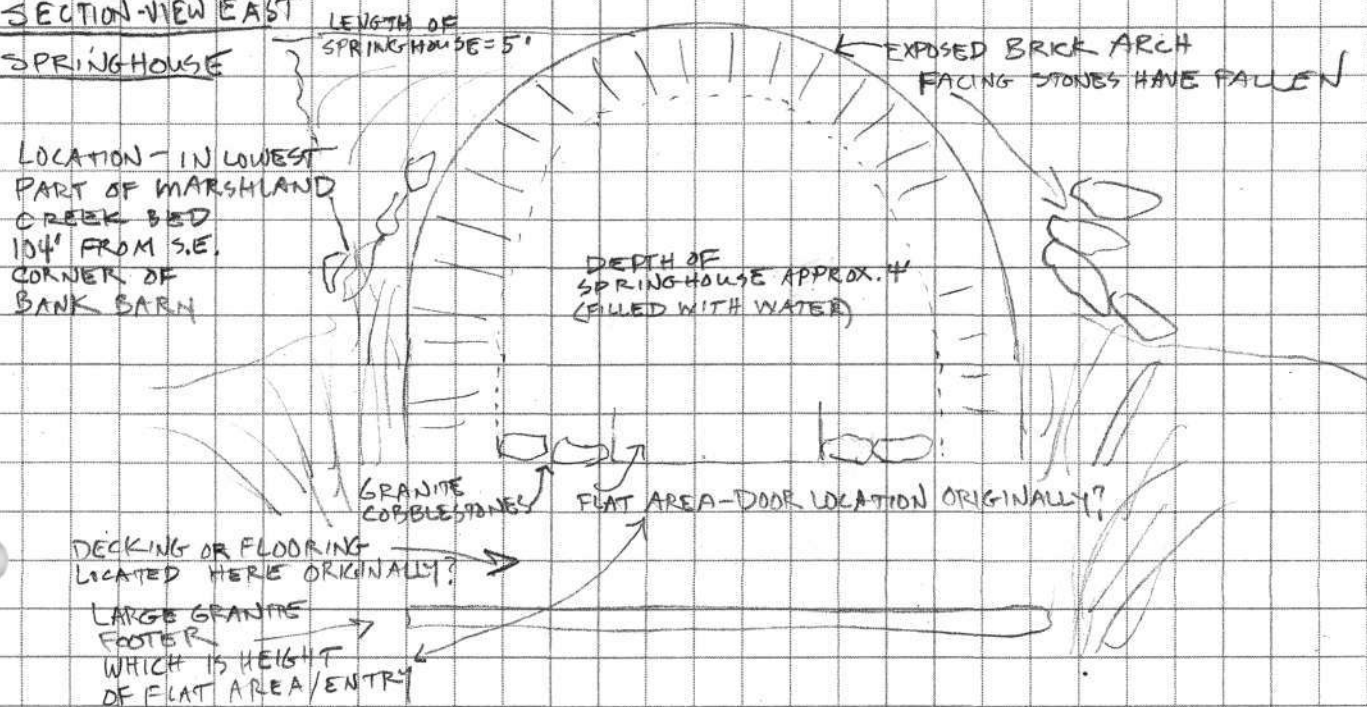 SECTION-VIEW EAST
SPRINGHOUSE
LENGTH OF
SPRINGHOUSE=5'
EXPOSED BRICK ARCH
FACING STONES HAVE FALLEN
LOCATION - IN LOWEST
PART OF MARSHLAND
CREEK BED
104' FROM S.E.
CORNER OF
BANK BARN
DEPTH OF
SPRINGHOUSE APPROX. 4'
(FILLED WITH WATER)
GRANITE
COBBLESTONES
FLAT AREA-DOOR LOCATION ORIGINALLY?
DECKING OR FLOORING
LOCATED HERE ORIGINALLY?
LARGE GRANITE
FOOTER
WHICH IS HEIGHT
OF FLAT AREA/ENTRY